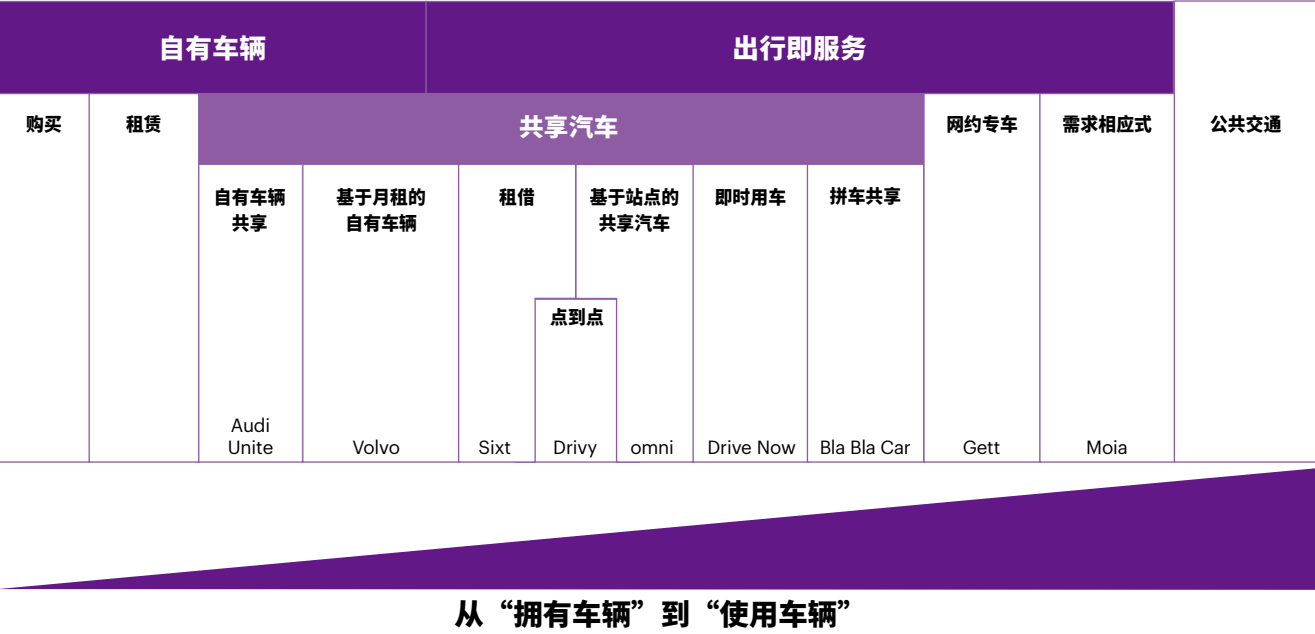 自有车辆
出行即服务
购买
租赁
共享汽车
网约专车
需求相应式
公共交通
自有车辆
共享
基于月租的
自有车辆
租借
基于站点的
共享汽车
即时用车
拼车共享
点到点
Audi
Unite
Volvo
Sixt
Drivy
omni
Drive Now
Bla Bla Car
Gett
Moia
从“拥有车辆”到“使用车辆”